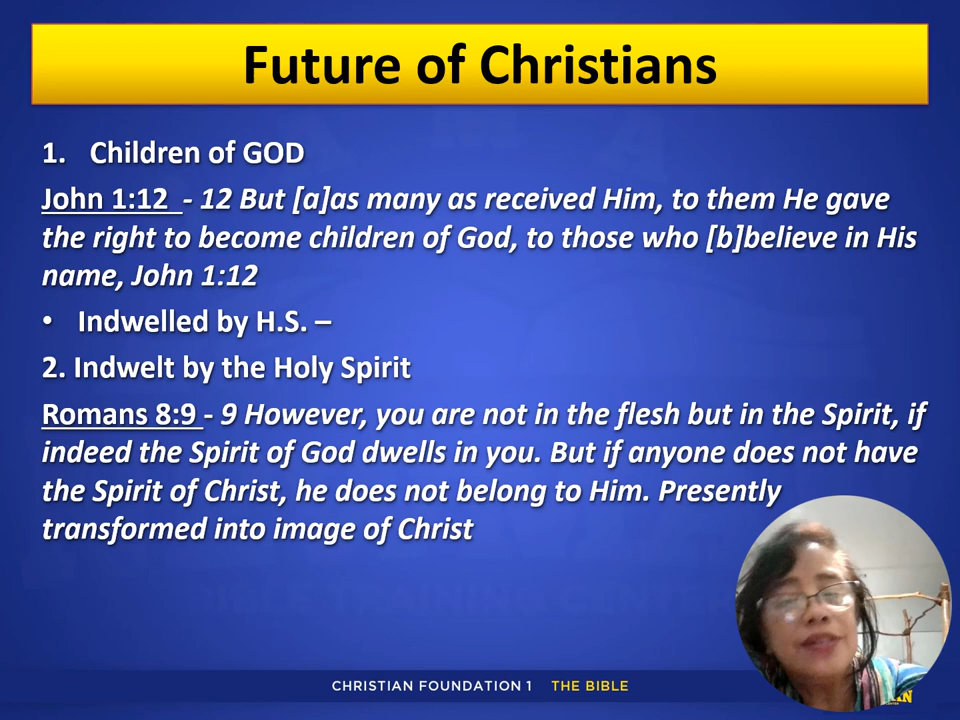 Future of Christians
1. Children of GOD
John 1:12 - 12 But [a]as many as received Him, to them He gave
the right to become children of God, to those who [b]believe in His
name, John 1:12
• Indwelled by H.S. –
2. Indwelt by the Holy Spirit
Romans 8:9 - 9 However, you are not in the flesh but in the Spirit, if
indeed the Spirit of God dwells in you. But if anyone does not have
the Spirit of Christ, he does not belong to Him. Presently
transformed into image of Christ
CHRISTIAN FOUNDATION 1 THE BIBLE